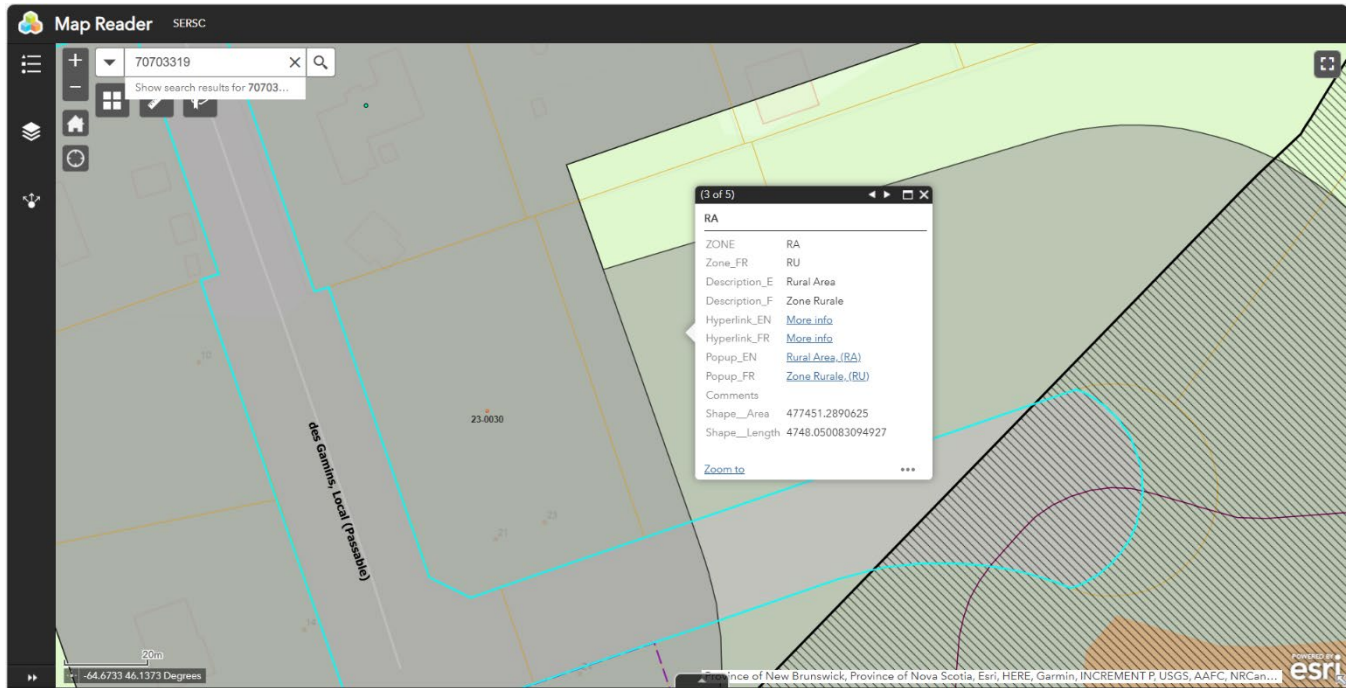 Map Reader SERSC
70703319
Show search results for 70703...
(3 of 5)
RA
ZONE RA
Zone_FR RU
Description_E Rural Area
Description_F Zone Rurale
Hyperlink_EN More info
Hyperlink_FR More info
Popup_EN Rural Area, (RA)
Popup_FR Zone Rurale, (RU)
Comments
Shape__Area 477451.2890625
Shape__Length 4748.050083094927
Zoom to
10
23-0030
des Gamins, Local (Passable)
21
23
14
20m
-64.6733 46.1373 Degrees
Province of New Brunswick, Province of Nova Scotia, Esri, HERE, Garmin, INCREMENT P, USGS, AAFC, NRCan...
POWERED BY
esri